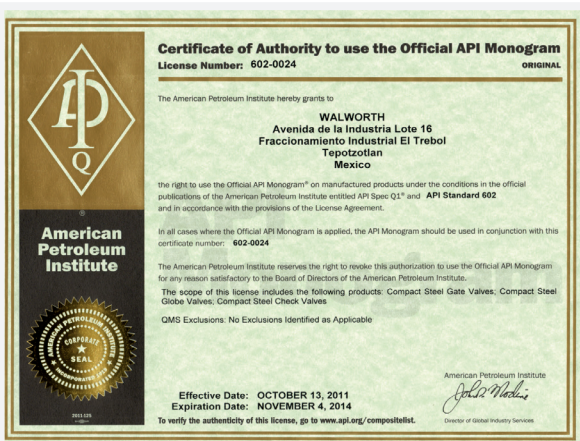 Certificate of Authority to use the Official API Monogram
License Number: 602-0024
ORIGINAL
The American Petroleum Institute hereby grants to
WALWORTH
Avenida de la Industria Lote 16
Fraccionamiento Industrial El Trebol
Tepotzotlan
Mexico
the right to use the Official API Monogram® on manufactured products under the conditions in the official
publications of the American Petroleum Institute entitled API Spec Q1® and API Standard 602
and in accordance with the provisions of the License Agreement.
In all cases where the Official API Monogram is applied, the API Monogram should be used in conjunction with this
certificate number: 602-0024
The American Petroleum Institute reserves the right to revoke this authorization to use the Official API Monogram
for any reason satisfactory to the Board of Directors of the American Petroleum Institute.
The scope of this license includes the following products: Compact Steel Gate Valves; Compact Steel
Globe Valves; Compact Steel Check Valves
QMS Exclusions: No Exclusions Identified as Applicable
American Petroleum Institute
Effective Date: OCTOBER 13, 2011
Expiration Date: NOVEMBER 4, 2014
To verify the authenticity of this license, go to www.api.org/compositelist.
Director of Global Industry Services
API
Q
®
American
Petroleum
Institute
AMERICAN PETROLEUM INSTITUTE
CORPORATE
SEAL
INCORPORATED 1919
2011-125